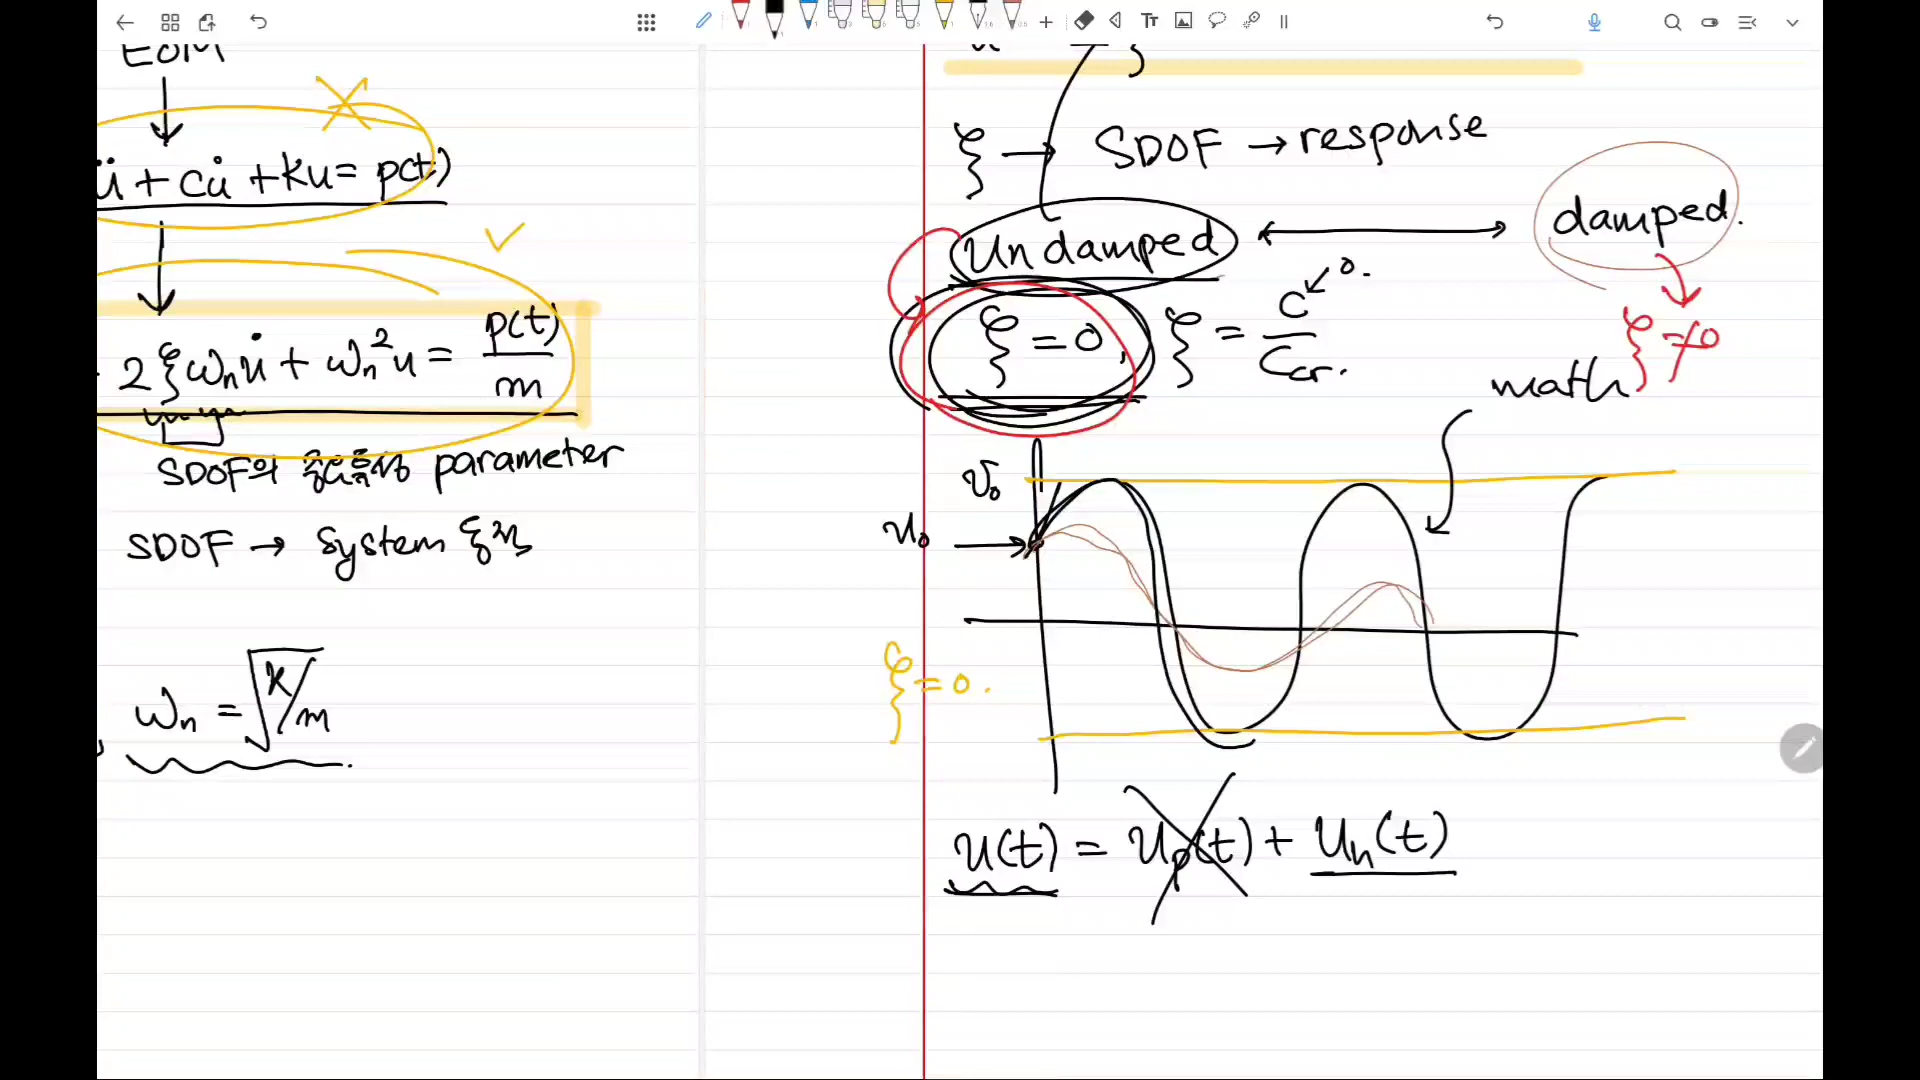 EoM
ü + cu̇ + ku = p(t)
2ξωₙu̇ + ωₙ²u = p(t)/m
SDOF의 parameter
SDOF → System
ωₙ = √k/m
ξ → SDOF → response
Undamped ↔ damped.
ξ = 0, ξ = c/Ccr. 0.
ξ ≠ 0
math
v₀
u₀
ξ = 0.
u(t) = uₚ(t) + uₕ(t)